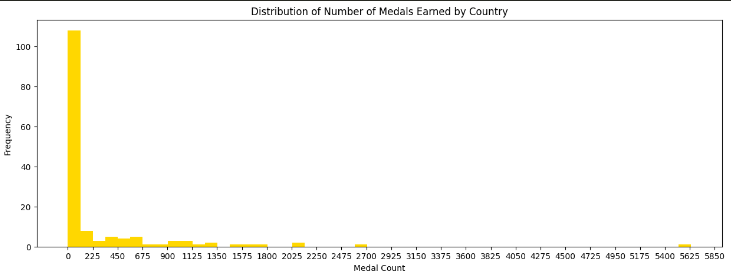 Distribution of Number of Medals Earned by Country
100
80
60
40
20
0
Frequency
0 225 450 675 900 1125 1350 1575 1800 2025 2250 2475 2700 2925 3150 3375 3600 3825 4050 4275 4500 4725 4950 5175 5400 5625 5850
Medal Count